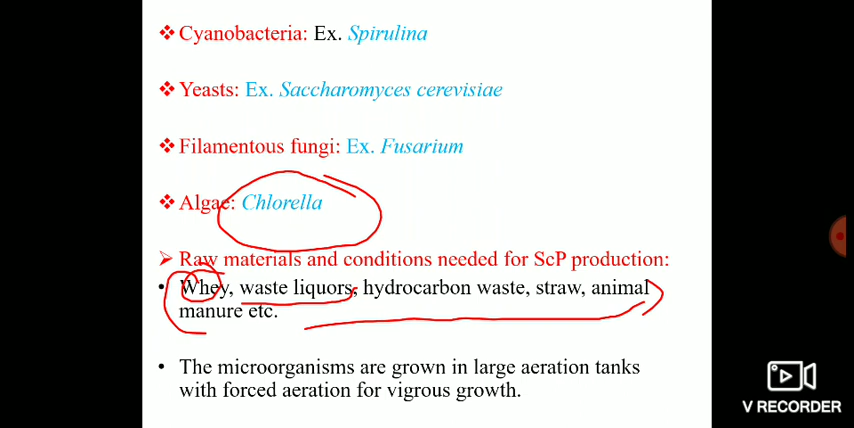 ❖ Cyanobacteria: Ex. Spirulina
❖ Yeasts: Ex. Saccharomyces cerevisiae
❖ Filamentous fungi: Ex. Fusarium
❖ Algae: Chlorella
➢ Raw materials and conditions needed for ScP production:
• Whey, waste liquors, hydrocarbon waste, straw, animal
manure etc.
• The microorganisms are grown in large aeration tanks
with forced aeration for vigrous growth.
V RECORDER